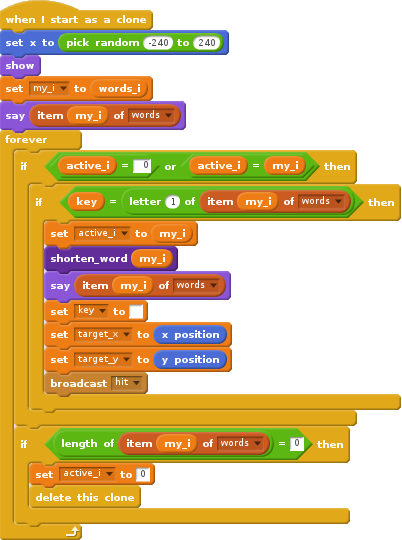 when I start as a clone
set x to pick random -240 to 240
show
set my_i to words_i
say item my_i of words
forever
if active_i = 0 or active_i = my_i then
if key = letter 1 of item my_i of words then
set active_i to my_i
shorten_word my_i
say item my_i of words
set key to
set target_x to x position
set target_y to y position
broadcast hit
if length of item my_i of words = 0 then
set active_i to 0
delete this clone